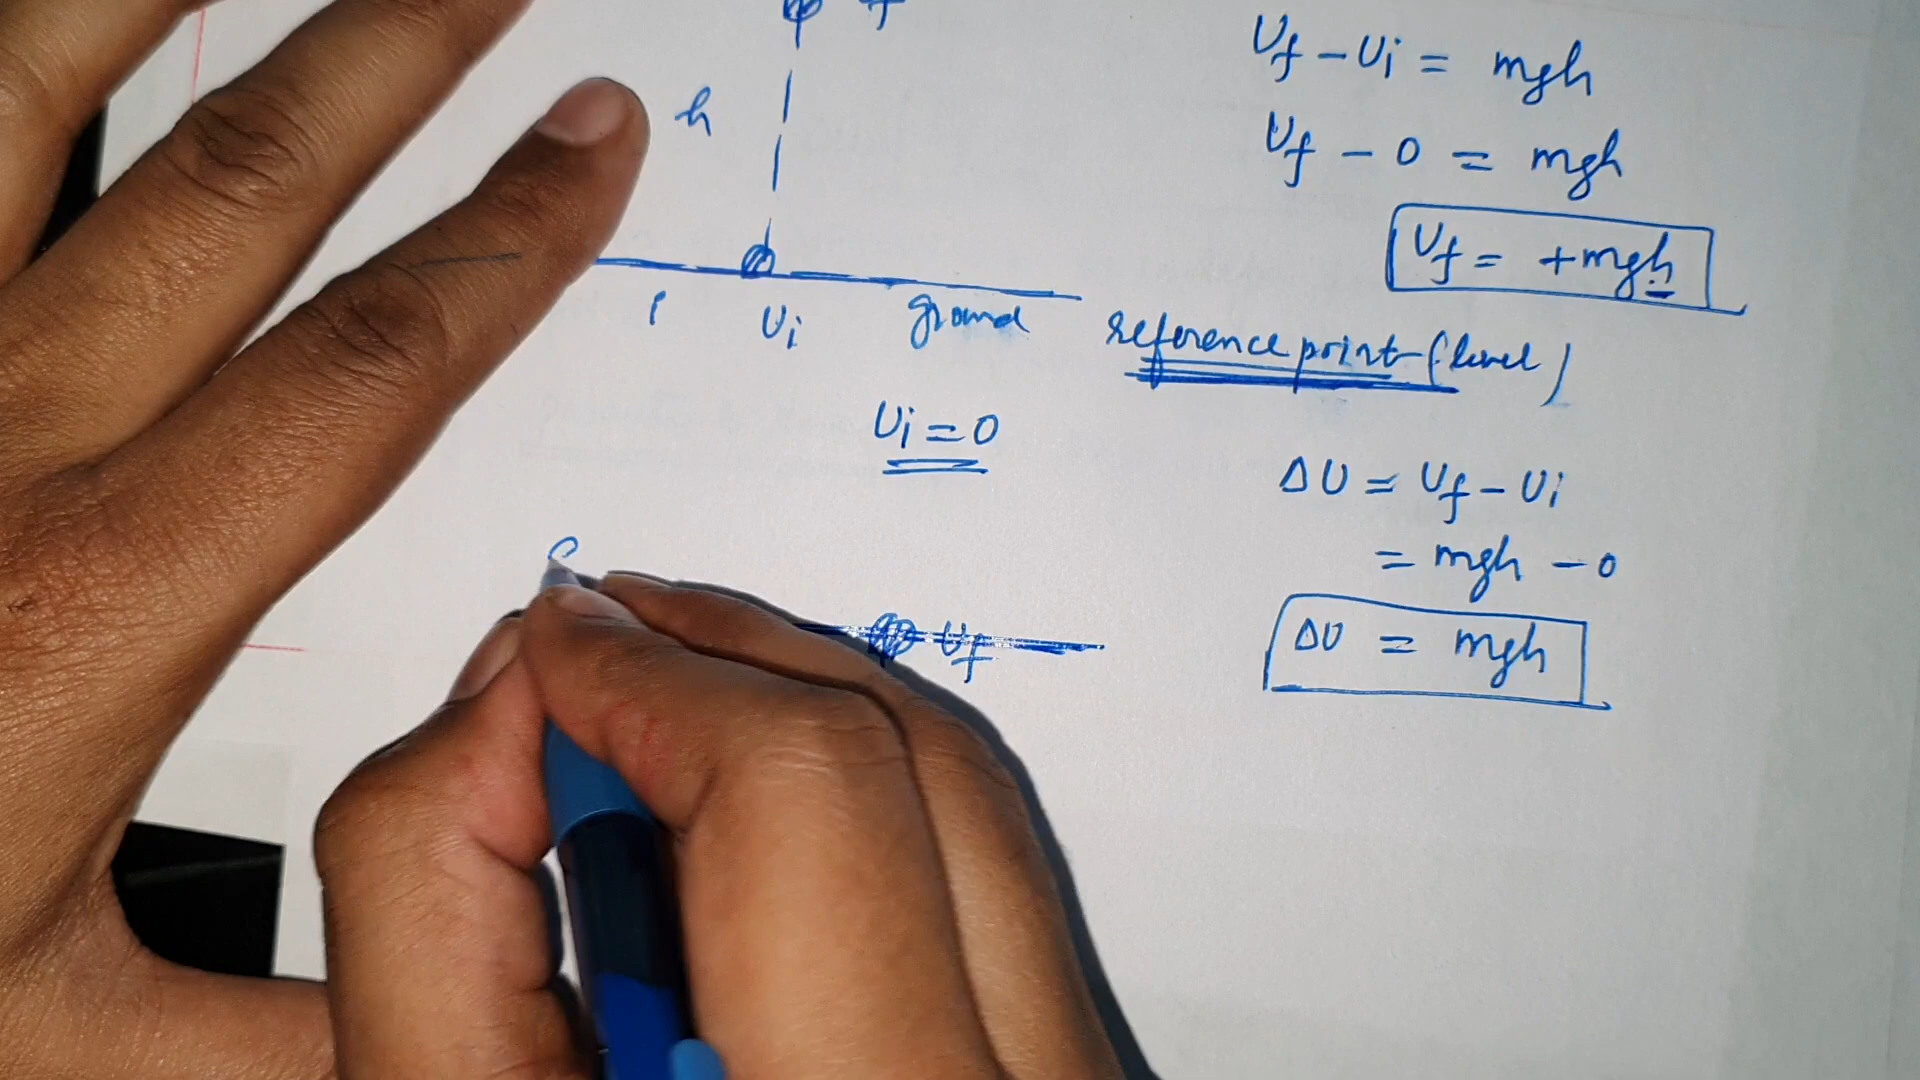 f
h
Uf - Ui = mgh
Uf - 0 = mgh
Uf = +mgh
i Ui ground reference point (level)
Ui = 0
ΔU = Uf - Ui
= mgh - 0
Uf
ΔU = mgh